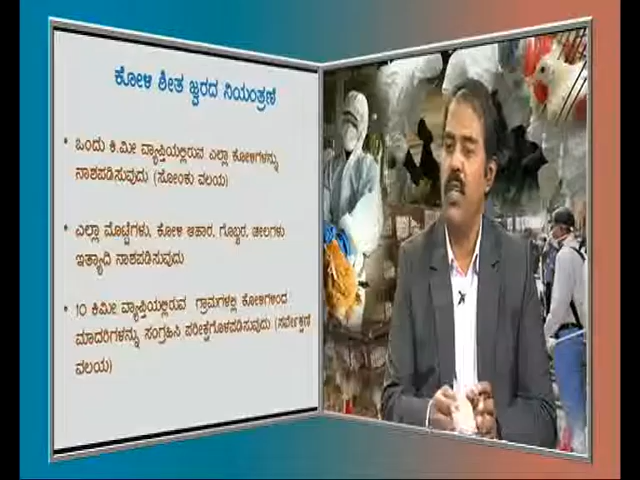 ಕೋಳಿ ಶೀತ ಜ್ವರದ ನಿಯಂತ್ರಣ
• ಒಂದು ಕಿ.ಮೀ ವ್ಯಾಪ್ತಿಯಲ್ಲಿರುವ ಎಲ್ಲಾ ಕೋಳಿಗಳನ್ನು
ನಾಶಪಡಿಸುವುದು (ಸೋಂಕು ವಲಯ)
• ಎಲ್ಲಾ ಮೊಟ್ಟೆಗಳು, ಕೋಳಿ ಆಹಾರ, ಗೊಬ್ಬರ, ಚೀಲಗಳು
ಇತ್ಯಾದಿ ನಾಶಪಡಿಸುವುದು
• 10 ಕಿಮೀ ವ್ಯಾಪ್ತಿಯಲ್ಲಿರುವ ಗ್ರಾಮಗಳಲ್ಲಿ ಕೋಳಿಗಳಿಂದ
ಮಾದರಿಗಳನ್ನು ಸಂಗ್ರಹಿಸಿ ಪರೀಕ್ಷೆಗೊಳಪಡಿಸುವುದು (ಸರ್ವೇಕ್ಷಣೆ
ವಲಯ)